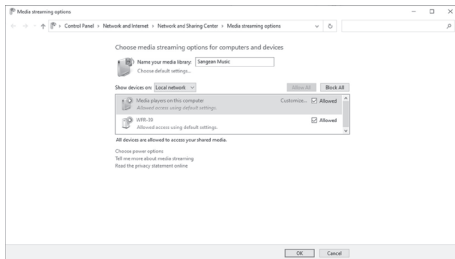 Media streaming options
Control Panel > Network and Internet > Network and Sharing Center > Media streaming options
Choose media streaming options for computers and devices
Name your media library: Sangean Music
Choose default settings...
Show devices on: Local network
Allow All
Block All
Media players on this computer
Customize...
Allowed
Allowed access using default settings.
WFR-39
Allowed
Allowed access using default settings.
All devices are allowed to access your shared media.
Choose power options
Tell me more about media streaming
Read the privacy statement online
OK
Cancel